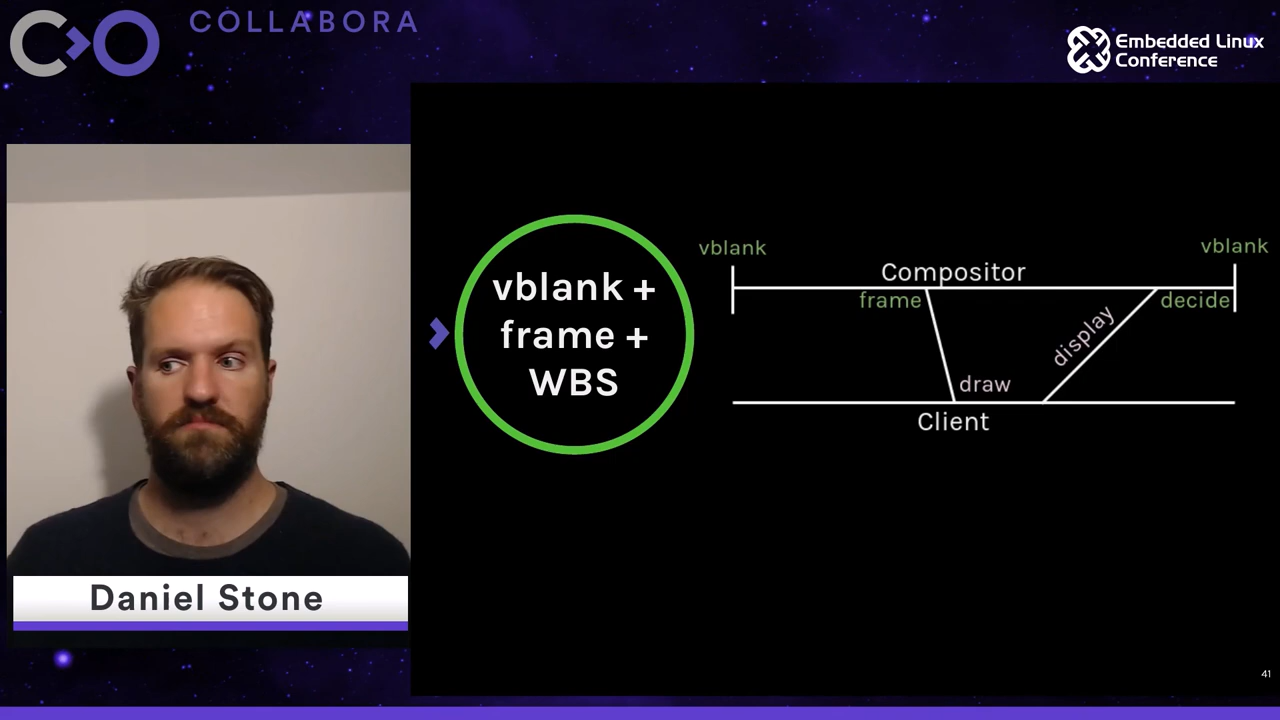 COLLABORA
Embedded Linux
Conference
vblank +
frame +
WBS
vblank
vblank
Compositor
frame
decide
display
draw
Client
Daniel Stone
41